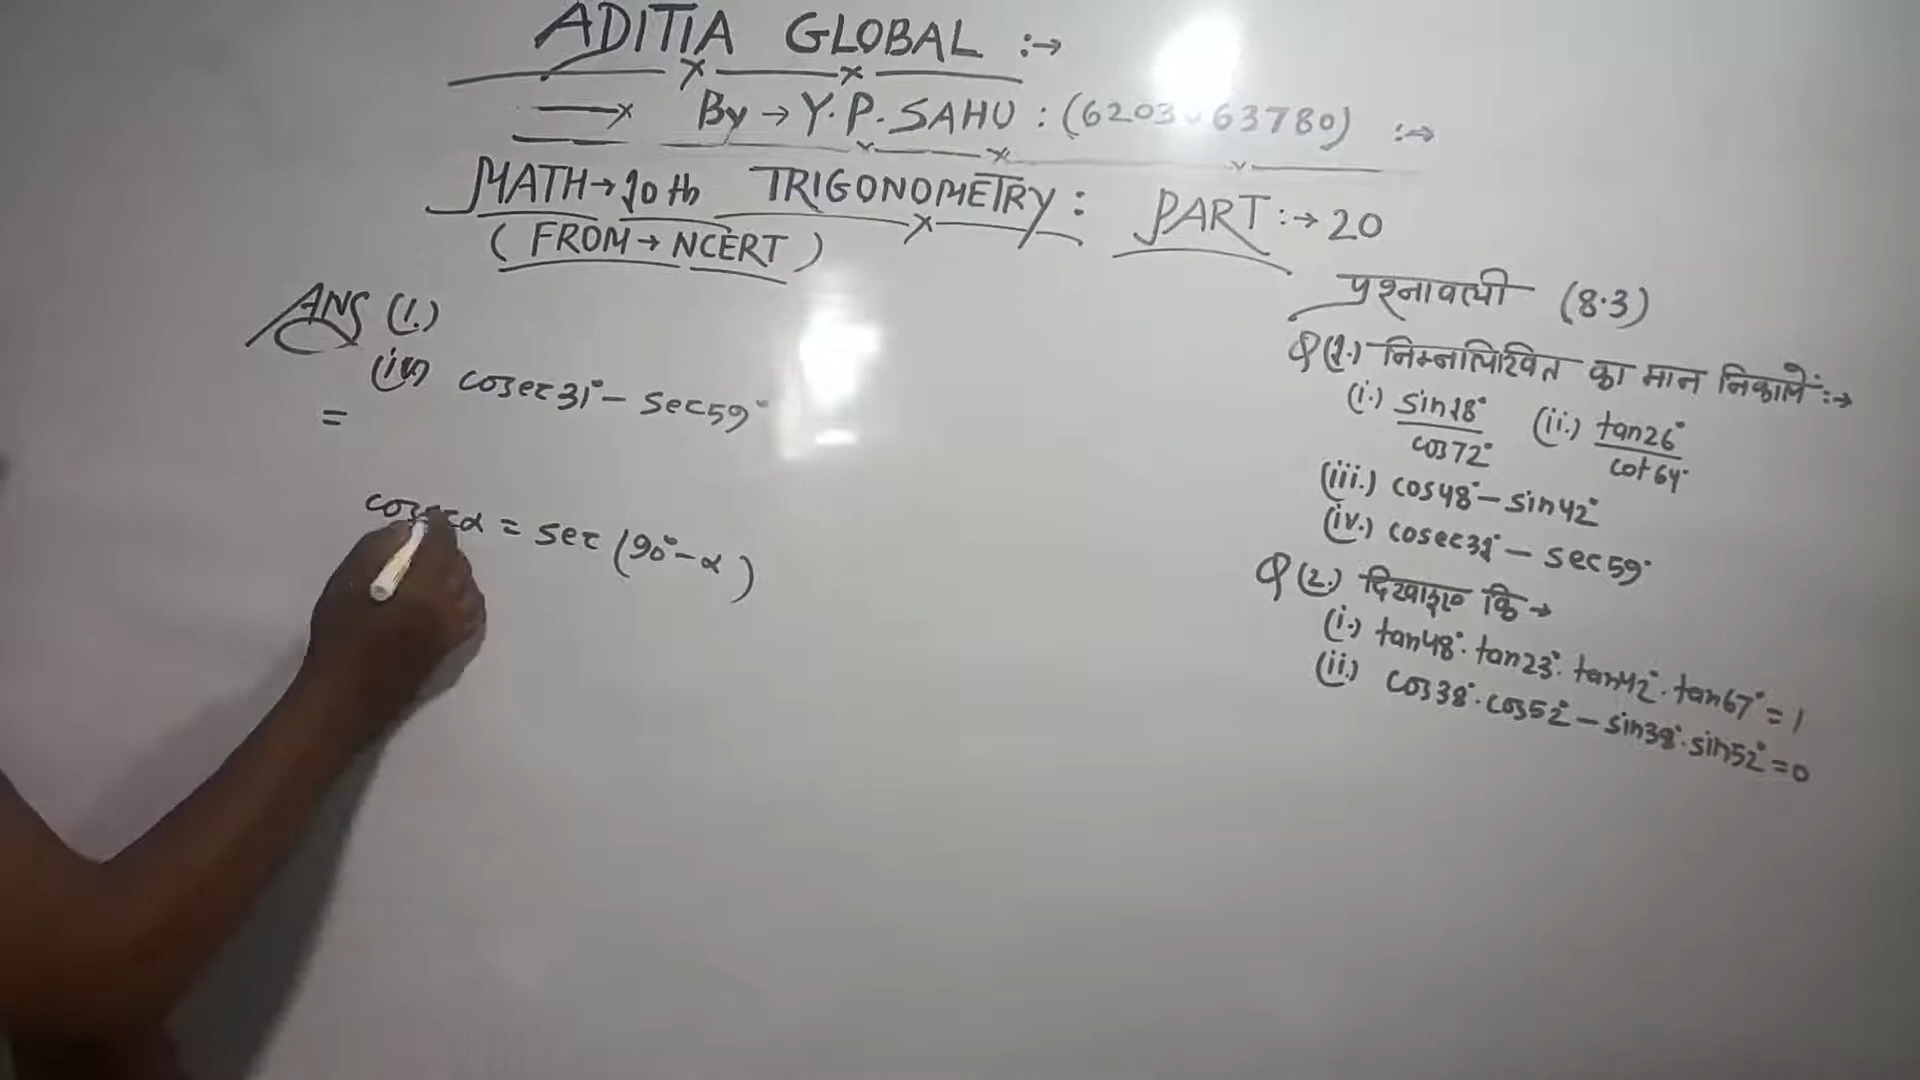 ADITIA GLOBAL :→
By → Y.P. SAHU : (6203 63780) :→
MATH → 10th TRIGONOMETRY : PART :→ 20
(FROM → NCERT)
ANS (1.)
(iv) cosec31° - sec59°
=
cosecα = sec (90° - α)
प्रश्नावली (8.3)
Q(1.) निम्नलिखित का मान निकालें :→
(i.) sin18°/cos72° (ii.) tan26°/cot64°
(iii.) cos48° - sin42°
(iv.) cosec31° - sec59°
Q(2.) दिखाइए कि →
(i.) tan48°. tan23°. tan42°. tan67° = 1
(ii.) cos38°. cos52° - sin38°. sin52° = 0